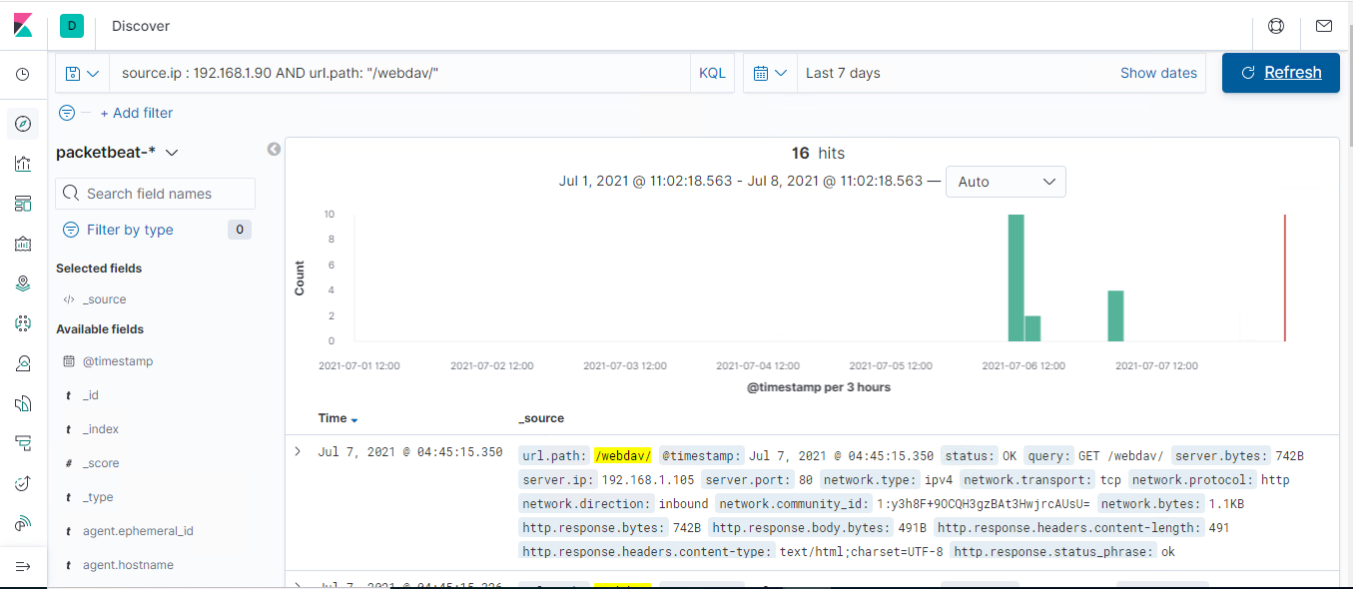 D Discover
source.ip : 192.168.1.90 AND url.path: "/webdav/" KQL Last 7 days Show dates Refresh
+ Add filter
packetbeat-*
Search field names
Filter by type 0
Selected fields
</> _source
Available fields
@timestamp
t _id
t _index
# _score
t _type
t agent.ephemeral_id
t agent.hostname
16 hits
Jul 1, 2021 @ 11:02:18.563 - Jul 8, 2021 @ 11:02:18.563 — Auto
10
8
6
4
2
0
Count
2021-07-01 12:00 2021-07-02 12:00 2021-07-03 12:00 2021-07-04 12:00 2021-07-05 12:00 2021-07-06 12:00 2021-07-07 12:00
@timestamp per 3 hours
Time _source
Jul 7, 2021 @ 04:45:15.350 url.path: /webdav/ @timestamp: Jul 7, 2021 @ 04:45:15.350 status: OK query: GET /webdav/ server.bytes: 742B
server.ip: 192.168.1.105 server.port: 80 network.type: ipv4 network.transport: tcp network.protocol: http
network.direction: inbound network.community_id: 1:y3h8F+9OCQH3gzBAt3HwjrcAUsU= network.bytes: 1.1KB
http.response.bytes: 742B http.response.body.bytes: 491B http.response.headers.content-length: 491
http.response.headers.content-type: text/html;charset=UTF-8 http.response.status_phrase: ok